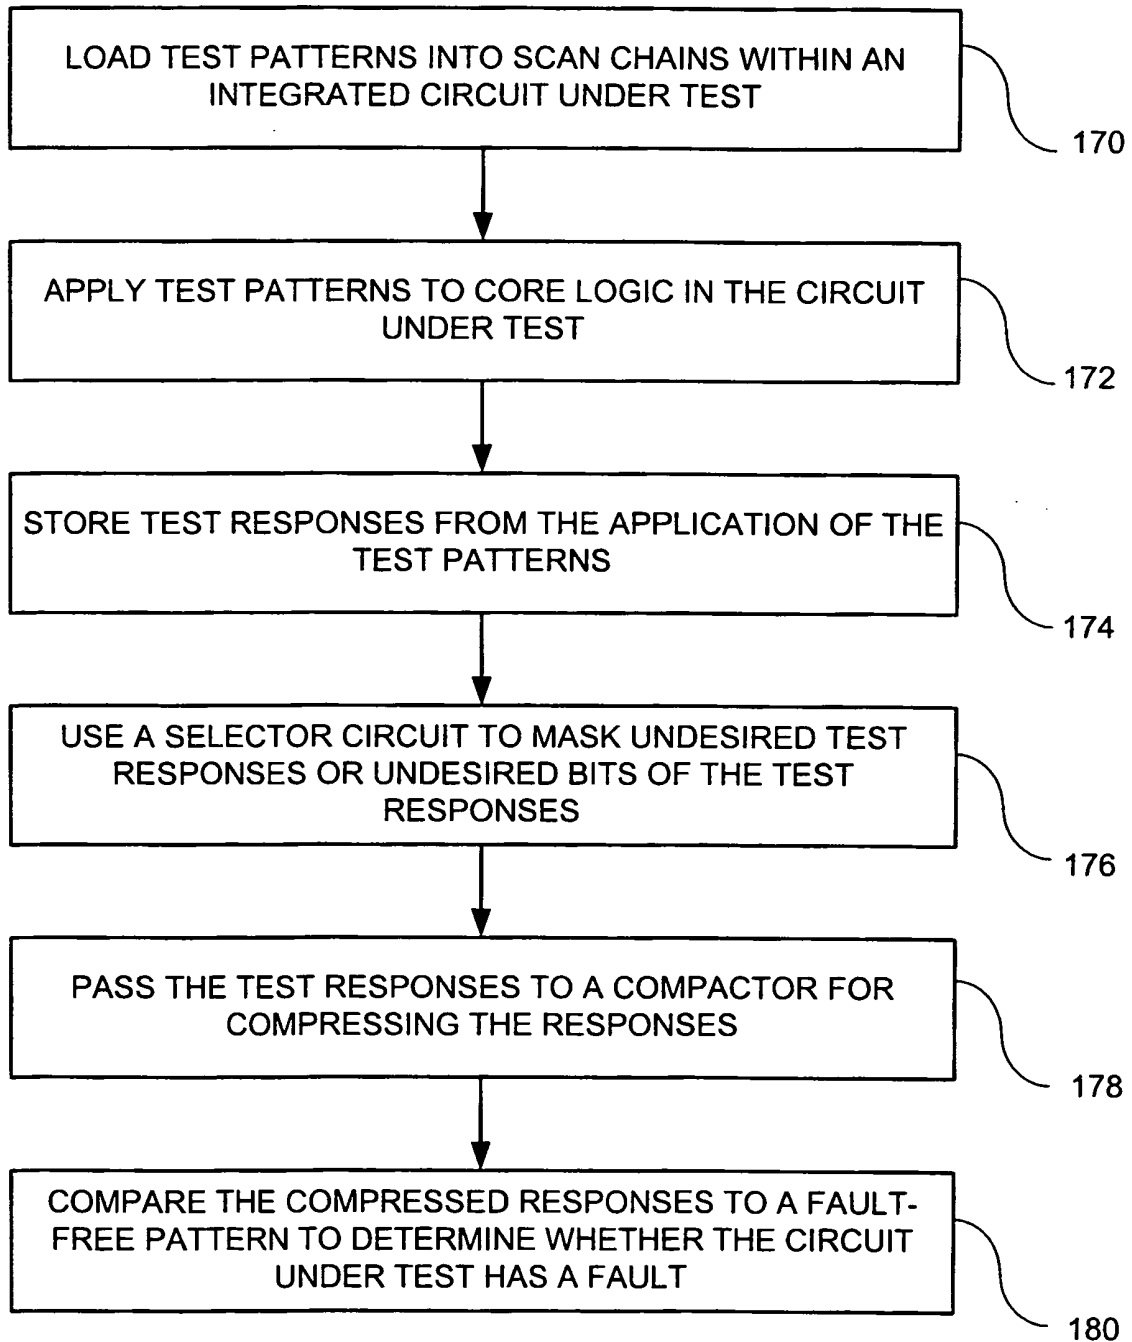 LOAD TEST PATTERNS INTO SCAN CHAINS WITHIN AN
INTEGRATED CIRCUIT UNDER TEST
170
APPLY TEST PATTERNS TO CORE LOGIC IN THE CIRCUIT
UNDER TEST
172
STORE TEST RESPONSES FROM THE APPLICATION OF THE
TEST PATTERNS
174
USE A SELECTOR CIRCUIT TO MASK UNDESIRED TEST
RESPONSES OR UNDESIRED BITS OF THE TEST
RESPONSES
176
PASS THE TEST RESPONSES TO A COMPACTOR FOR
COMPRESSING THE RESPONSES
178
COMPARE THE COMPRESSED RESPONSES TO A FAULT-
FREE PATTERN TO DETERMINE WHETHER THE CIRCUIT
UNDER TEST HAS A FAULT
180